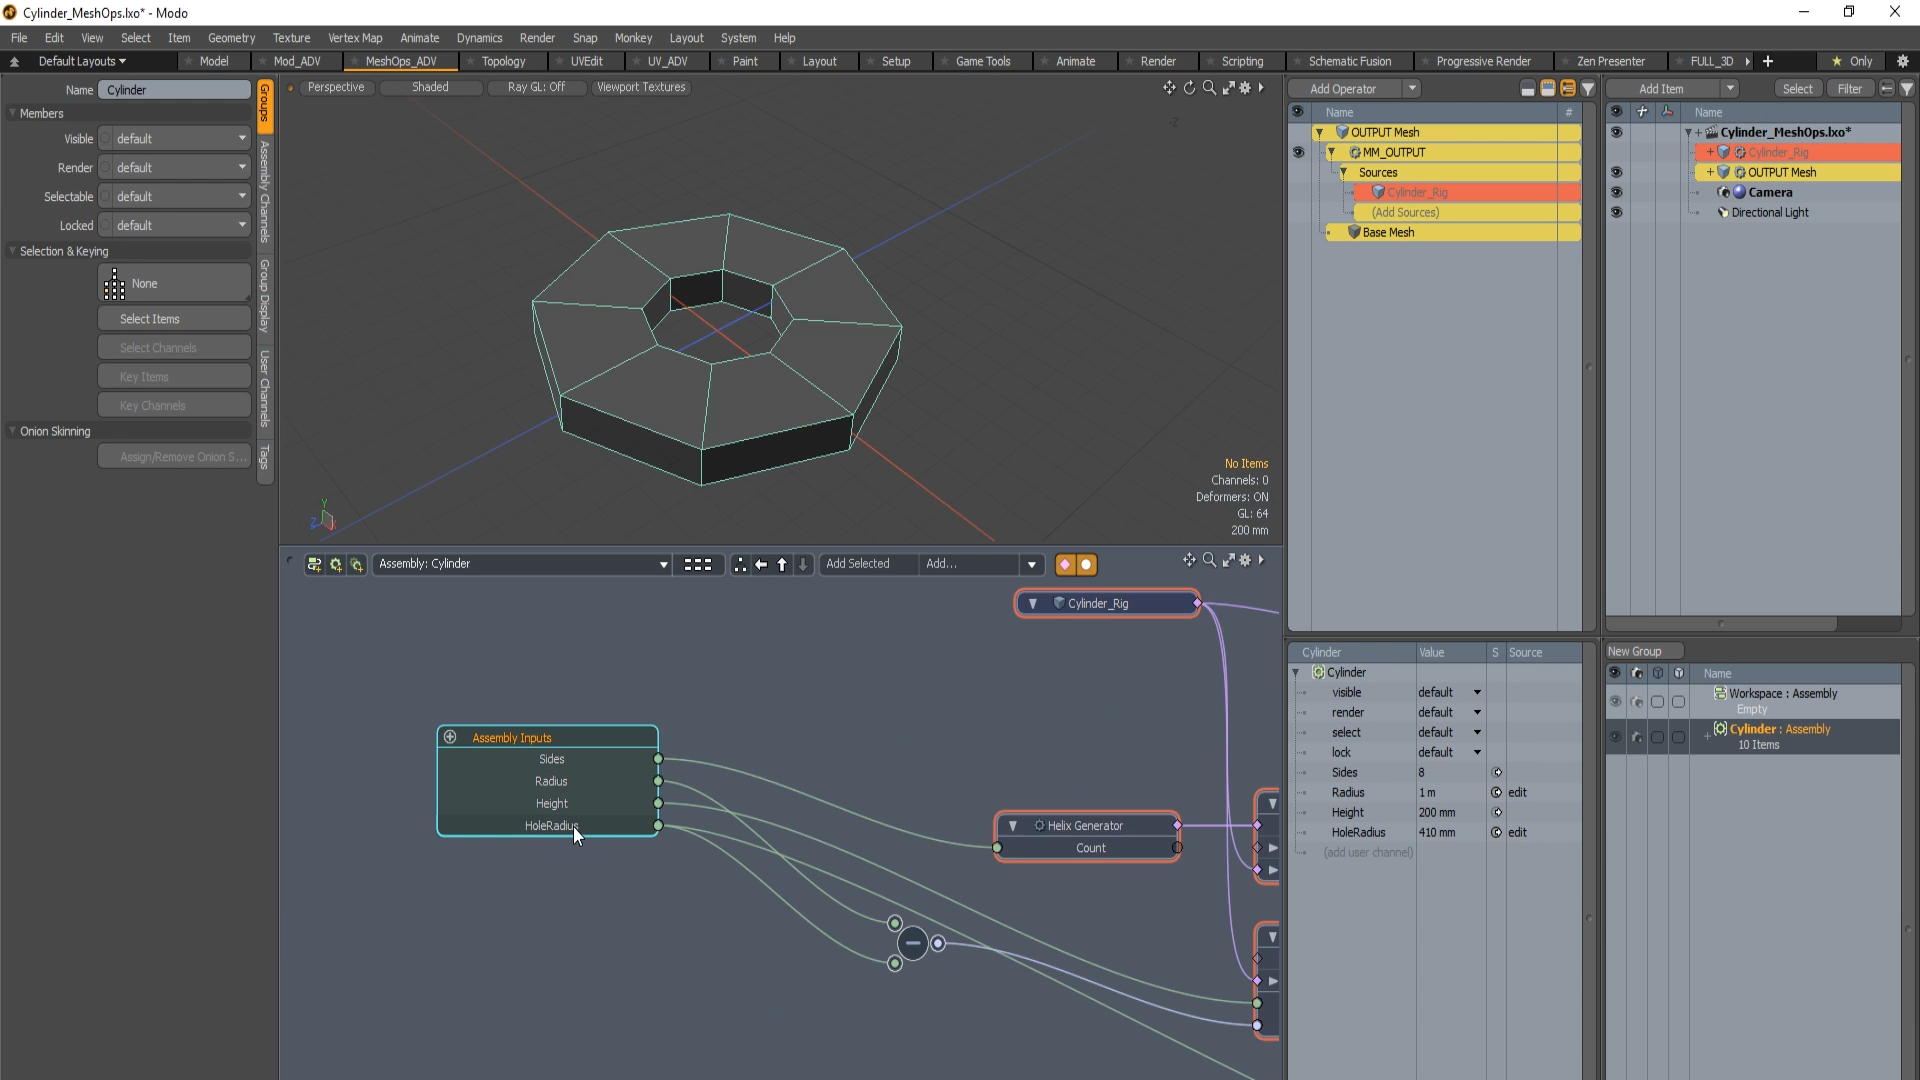 Cylinder_MeshOps.lxo* - Modo
File Edit View Select Item Geometry Texture Vertex Map Animate Dynamics Render Snap Monkey Layout System Help
Default Layouts Model Mod_ADV MeshOps_ADV Topology UVEdit UV_ADV Paint Layout Setup Game Tools Animate Render Scripting Schematic Fusion Progressive Render Zen Presenter FULL_3D Only
Name Cylinder
Members
Visible default
Render default
Selectable default
Locked default
Selection & Keying
None
Select Items
Select Channels
Key Items
Key Channels
Onion Skinning
Assign/Remove Onion S...
Groups
Assembly Channels
Group Display
User Channels
Tags
Perspective Shaded Ray GL: Off Viewport Textures
-Z
No Items
Channels: 0
Deformers: ON
GL: 64
200 mm
Y
Z
X
Assembly: Cylinder Add Selected Add...
Cylinder_Rig
Assembly Inputs
Sides
Radius
Height
HoleRadius
Helix Generator
Count
Add Operator
Name #
OUTPUT Mesh
MM_OUTPUT
Sources
Cylinder_Rig
(Add Sources)
Base Mesh
Add Item Select Filter
Name
Cylinder_MeshOps.lxo*
Cylinder_Rig
OUTPUT Mesh
Camera
Directional Light
Cylinder Value S Source
Cylinder
visible default
render default
select default
lock default
Sides 8
Radius 1 m edit
Height 200 mm
HoleRadius 410 mm edit
(add user channel)
New Group
Name
Workspace : Assembly
Empty
Cylinder : Assembly
10 Items